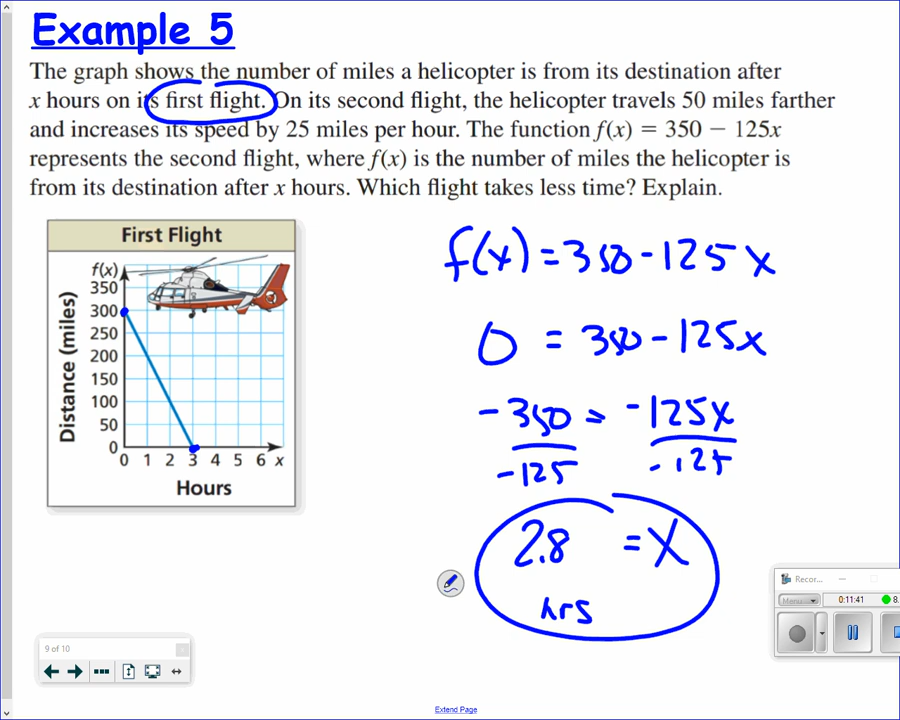 Example 5
The graph shows the number of miles a helicopter is from its destination after
x hours on its first flight. On its second flight, the helicopter travels 50 miles farther
and increases its speed by 25 miles per hour. The function f(x) = 350 − 125x
represents the second flight, where f(x) is the number of miles the helicopter is
from its destination after x hours. Which flight takes less time? Explain.
First Flight
f(x)
350
300
250
200
150
100
50
0
0 1 2 3 4 5 6 x
Distance (miles)
Hours
f(x) = 350 - 125x
0 = 350 - 125x
-350 = -125x
-125 -125
2.8 = x
hrs
Recor...
Menu
0:11:41
8.
9 of 10
Extend Page